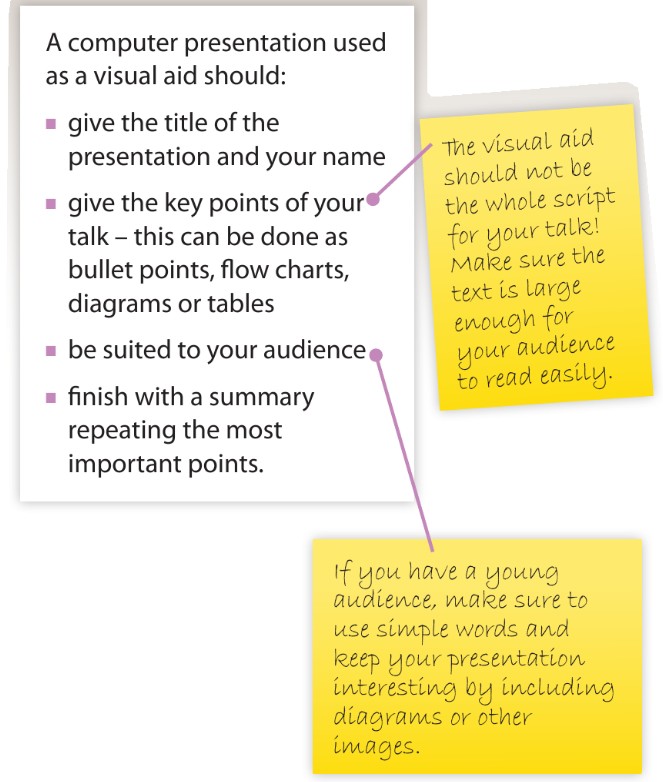 A computer presentation used
as a visual aid should:
■ give the title of the
presentation and your name
■ give the key points of your
talk – this can be done as
bullet points, flow charts,
diagrams or tables
■ be suited to your audience
■ finish with a summary
repeating the most
important points.
The visual aid
should not be
the whole script
for your talk!
Make sure the
text is large
enough for
your audience
to read easily.
If you have a young
audience, make sure to
use simple words and
keep your presentation
interesting by including
diagrams or other
images.